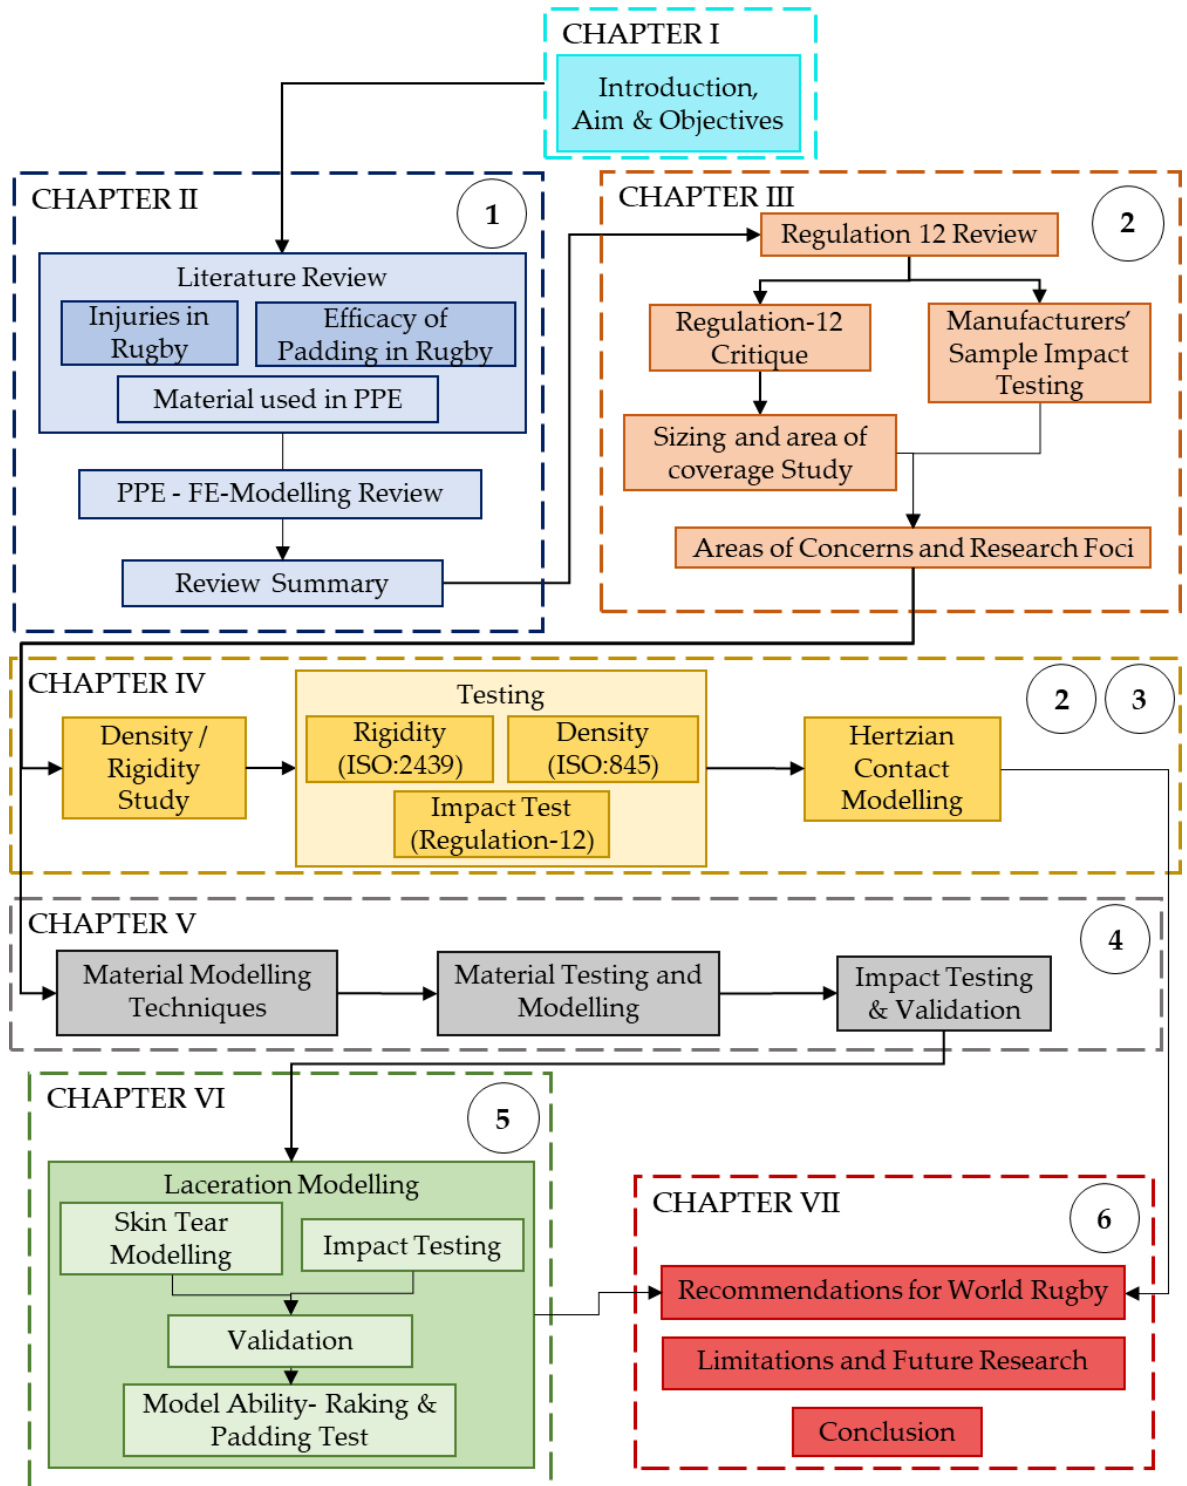 CHAPTER I
Introduction,
Aim & Objectives
CHAPTER II
1
Literature Review
Injuries in
Rugby
Efficacy of
Padding in Rugby
Material used in PPE
PPE - FE-Modelling Review
Review Summary
CHAPTER III
2
Regulation 12 Review
Regulation-12
Critique
Manufacturers’
Sample Impact
Testing
Sizing and area of
coverage Study
Areas of Concerns and Research Foci
CHAPTER IV
2
3
Density /
Rigidity
Study
Testing
Rigidity
(ISO:2439)
Density
(ISO:845)
Impact Test
(Regulation-12)
Hertzian
Contact
Modelling
CHAPTER V
4
Material Modelling
Techniques
Material Testing and
Modelling
Impact Testing
& Validation
CHAPTER VI
5
Laceration Modelling
Skin Tear
Modelling
Impact Testing
Validation
Model Ability- Raking &
Padding Test
CHAPTER VII
6
Recommendations for World Rugby
Limitations and Future Research
Conclusion